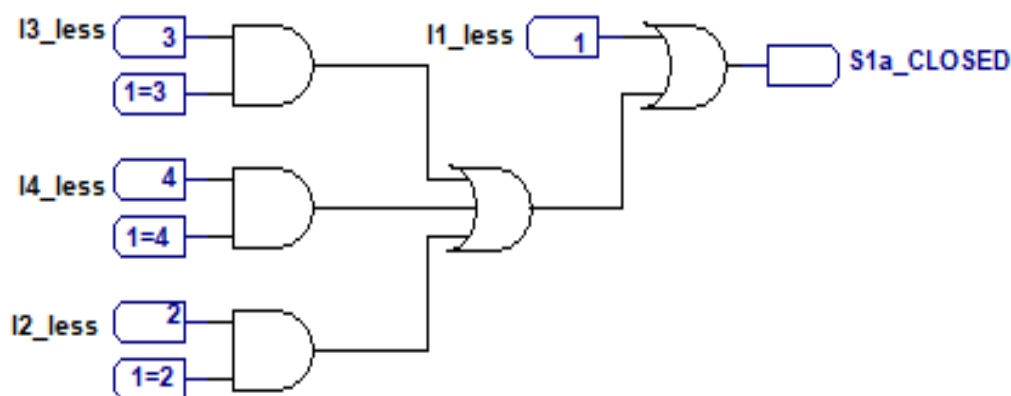 I3_less 3
1=3
I4_less 4
1=4
I2_less 2
1=2
I1_less 1
S1a_CLOSED